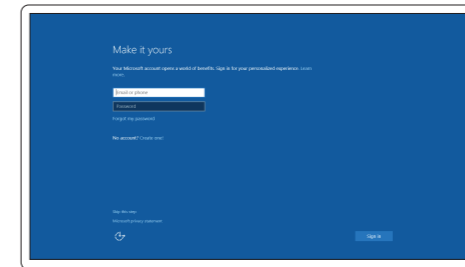 Make it yours
Your Microsoft account opens a world of benefits. Sign in for your personalized experience. Learn
more.
Email or phone
Password
Forgot my password
No account? Create one!
Skip this step
Microsoft privacy statement
Sign in